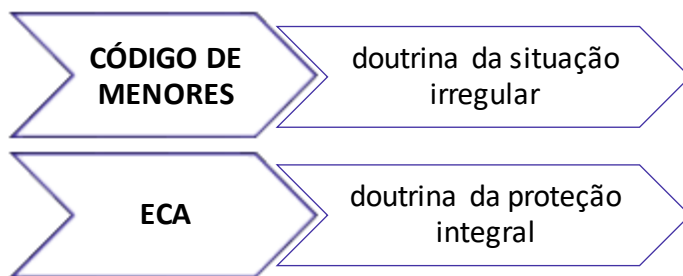 CÓDIGO DE
MENORES
doutrina da situação
irregular
ECA
doutrina da proteção
integral